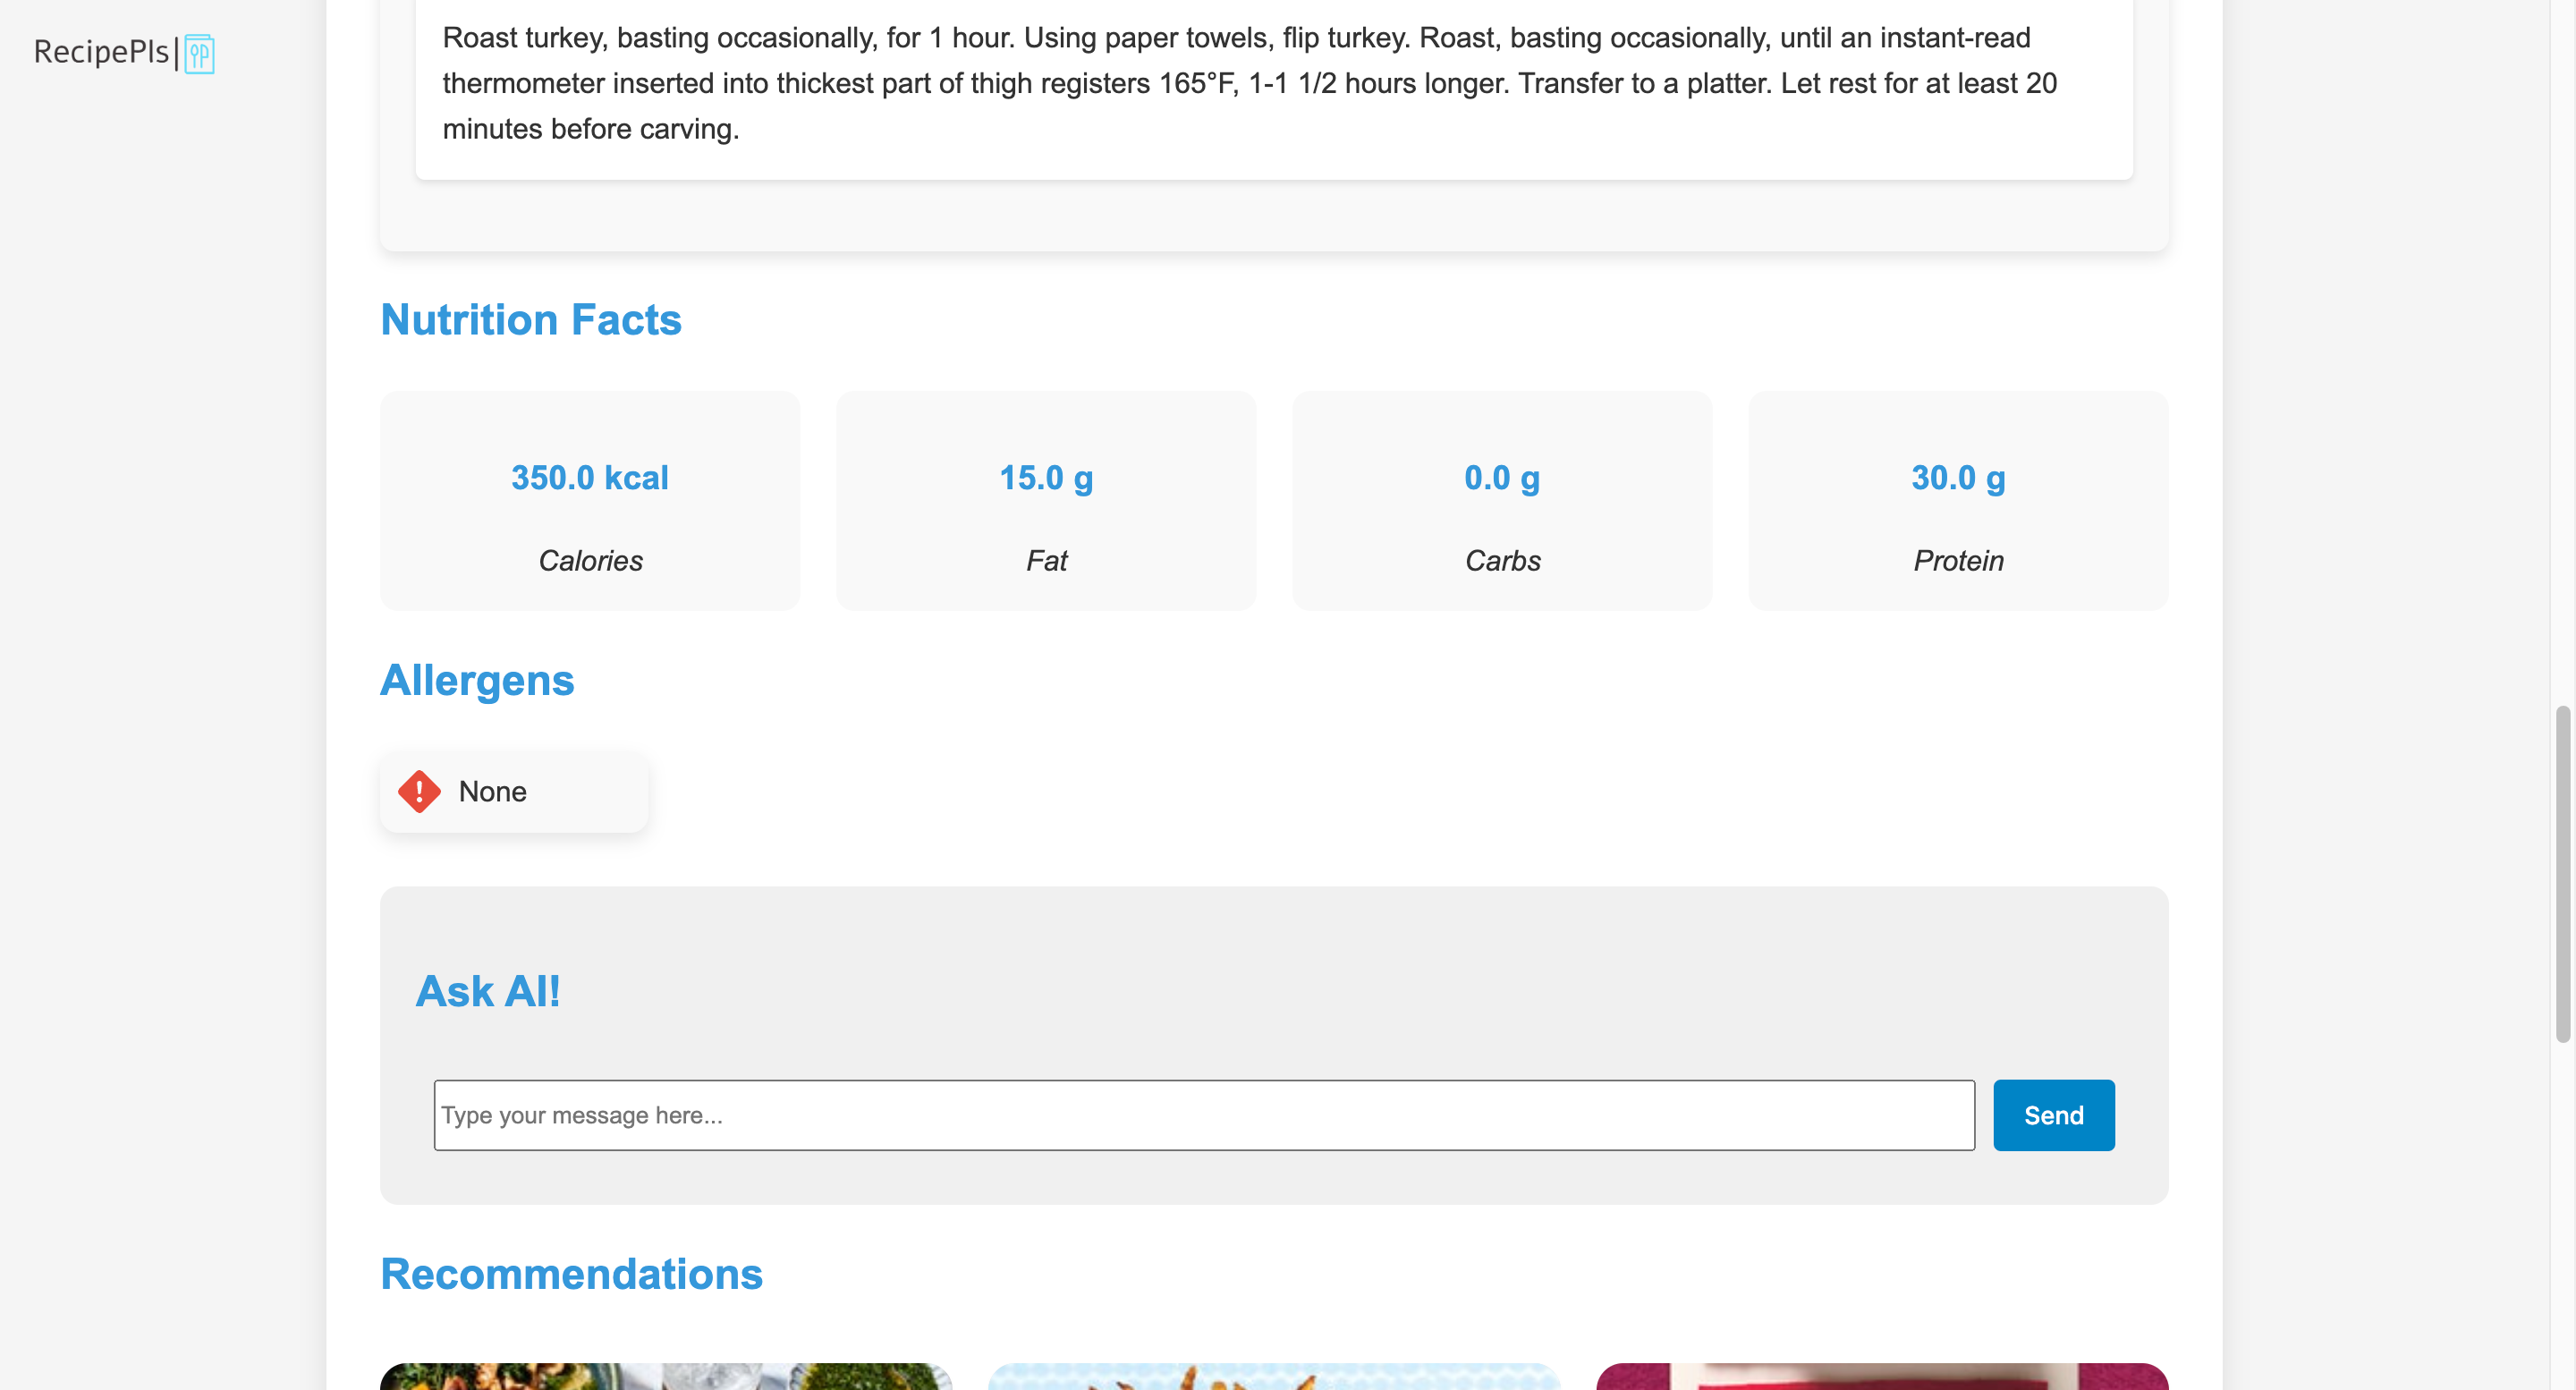 RecipePls|
Roast turkey, basting occasionally, for 1 hour. Using paper towels, flip turkey. Roast, basting occasionally, until an instant-read
thermometer inserted into thickest part of thigh registers 165°F, 1-1 1/2 hours longer. Transfer to a platter. Let rest for at least 20
minutes before carving.
Nutrition Facts
350.0 kcal
Calories
15.0 g
Fat
0.0 g
Carbs
30.0 g
Protein
Allergens
None
Ask AI!
Type your message here...
Send
Recommendations